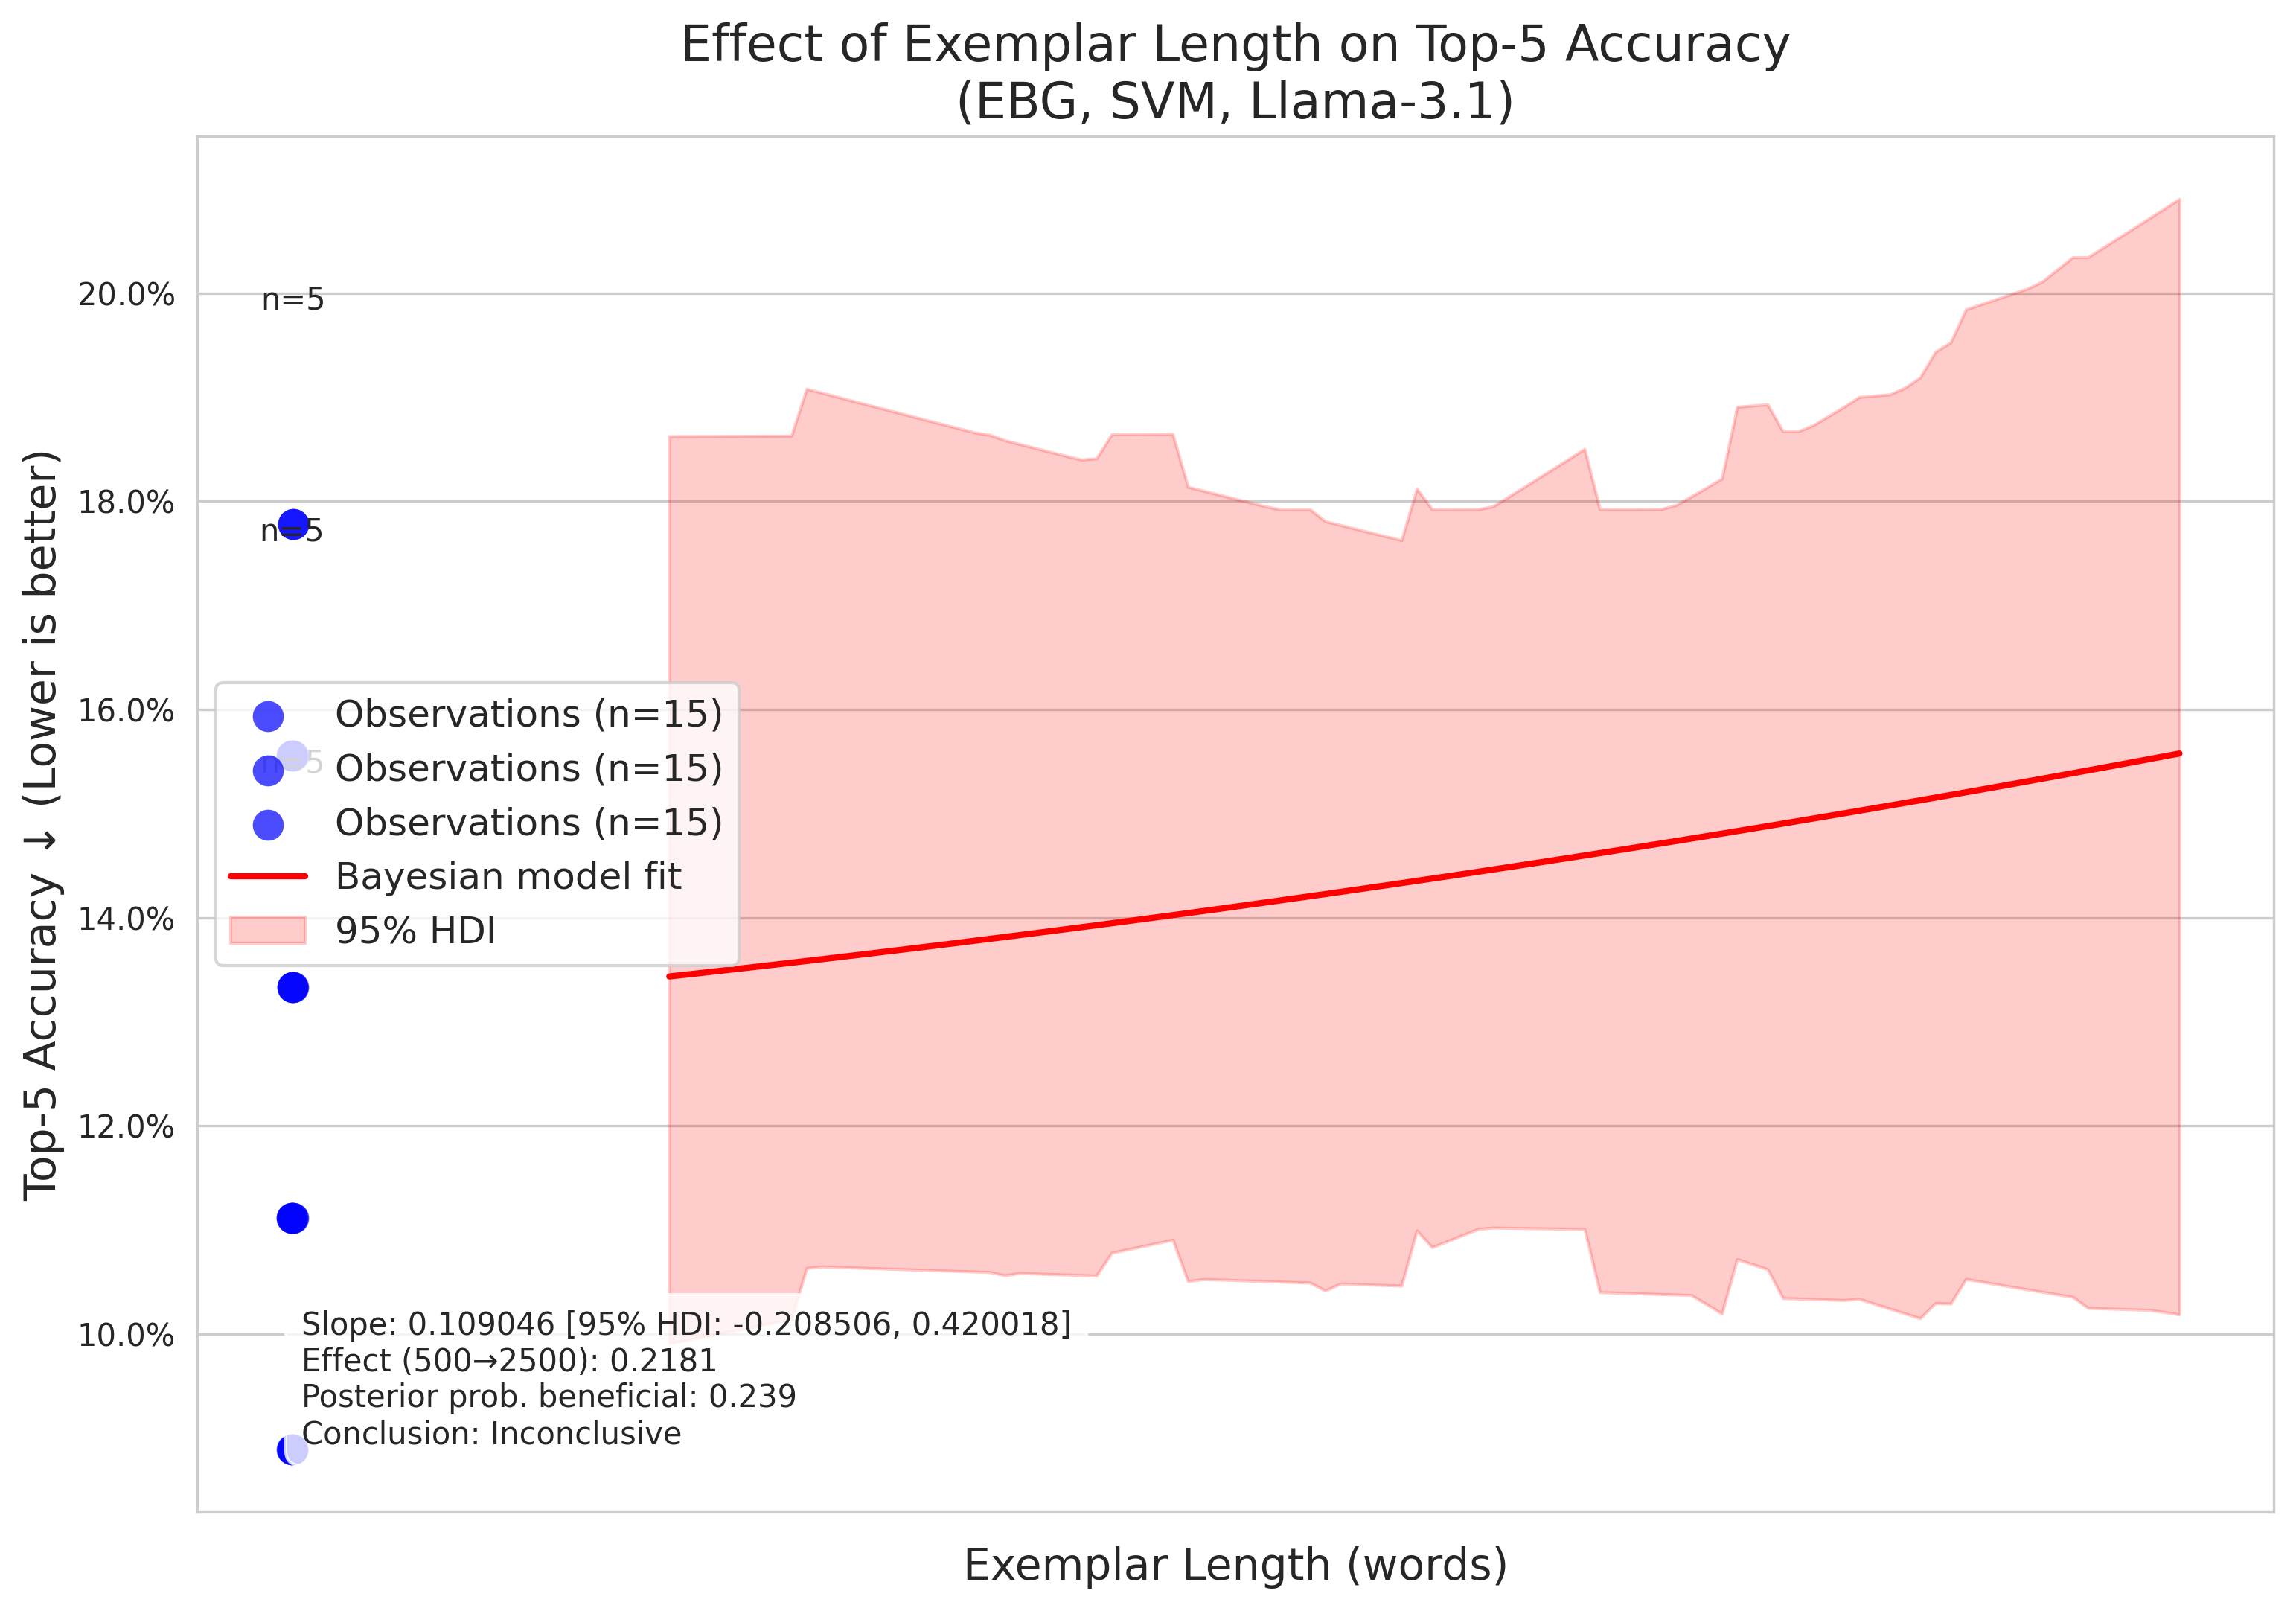 Effect of Exemplar Length on Top-5 Accuracy
(EBG, SVM, Llama-3.1)
Top-5 Accuracy ↓ (Lower is better)
20.0%
18.0%
16.0%
14.0%
12.0%
10.0%
n=5
n=5
n=5
Observations (n=15)
Observations (n=15)
Observations (n=15)
Bayesian model fit
95% HDI
Slope: 0.109046 [95% HDI: -0.208506, 0.420018]
Effect (500→2500): 0.2181
Posterior prob. beneficial: 0.239
Conclusion: Inconclusive
Exemplar Length (words)